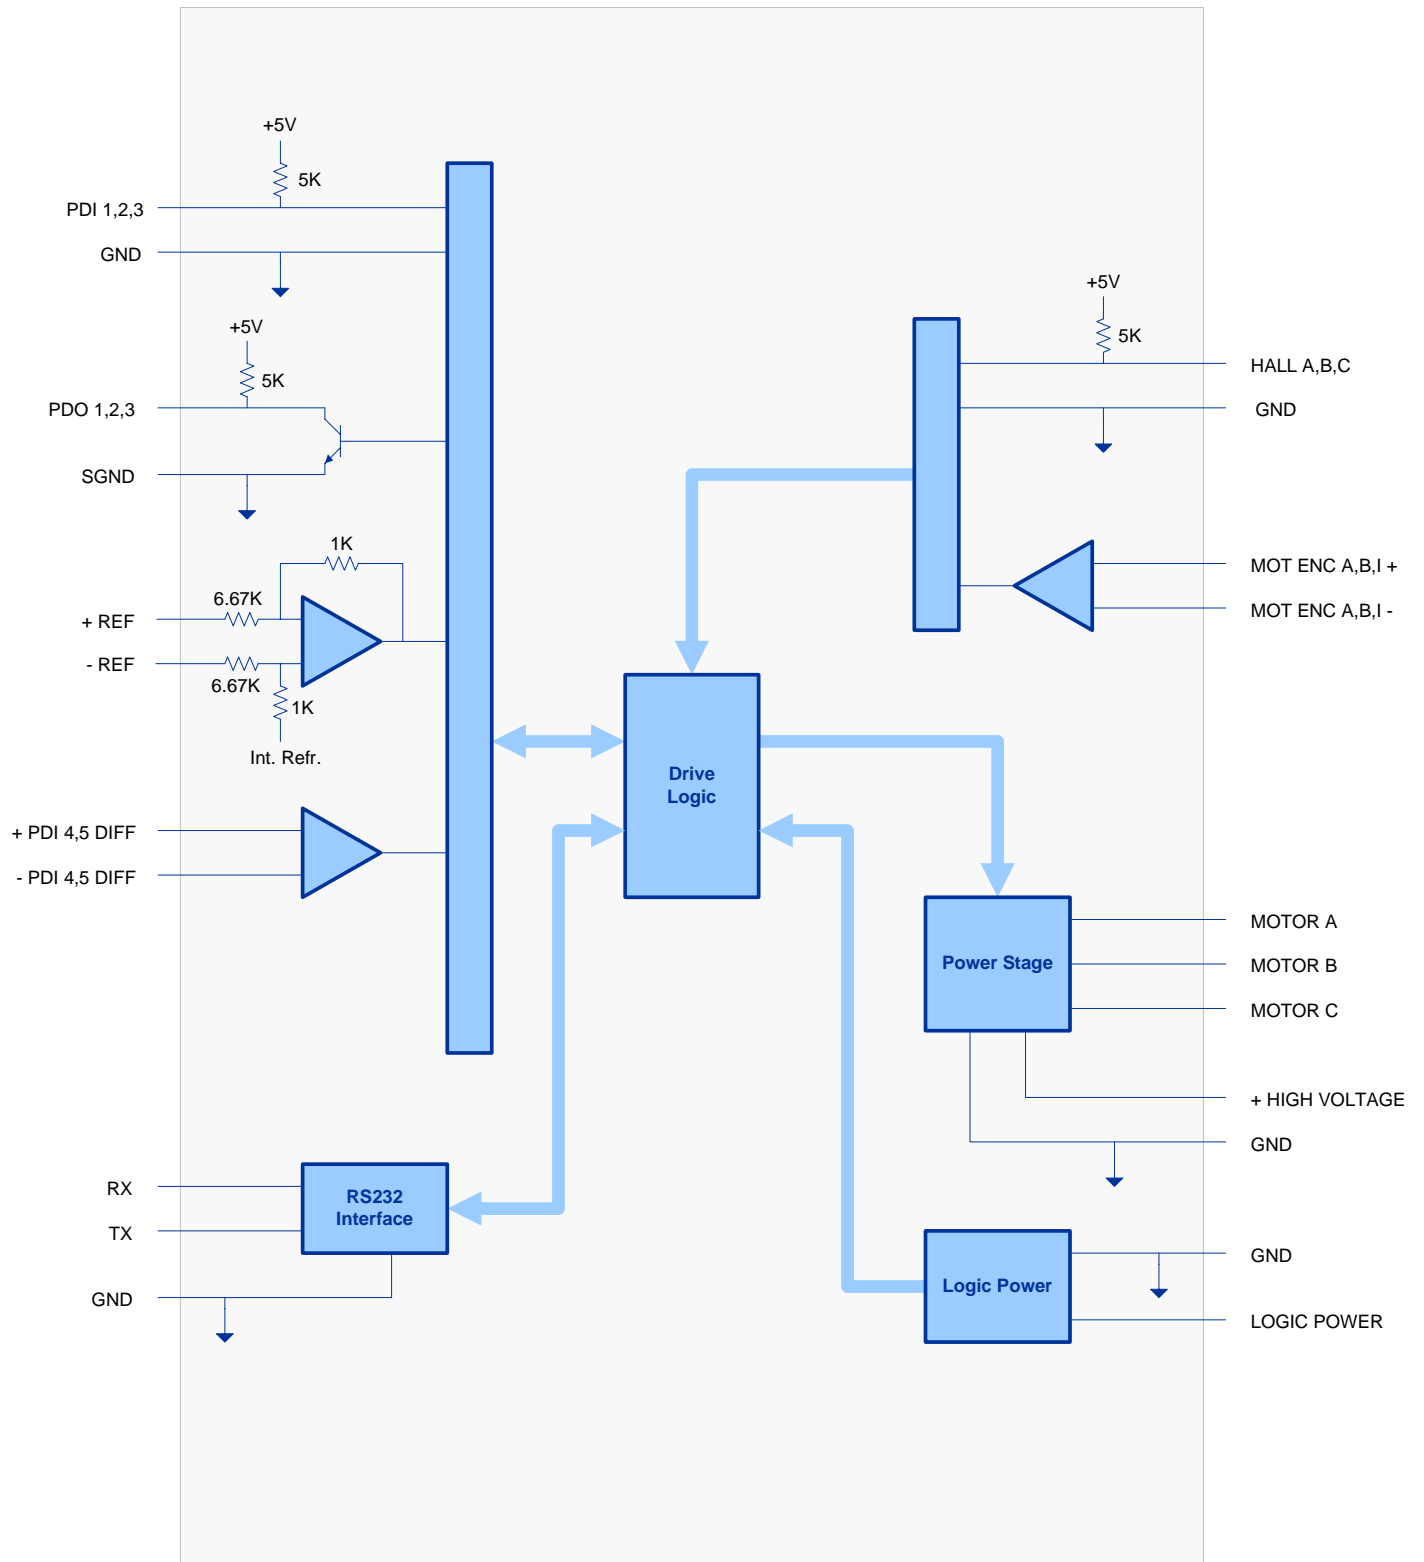 +5V
5K
PDI 1,2,3
GND
+5V
5K
PDO 1,2,3
SGND
1K
6.67K
+ REF
- REF
6.67K
1K
Int. Refr.
+ PDI 4,5 DIFF
- PDI 4,5 DIFF
RX
TX
GND
RS232
Interface
Drive
Logic
+5V
5K
HALL A,B,C
GND
MOT ENC A,B,I +
MOT ENC A,B,I -
Power Stage
MOTOR A
MOTOR B
MOTOR C
+ HIGH VOLTAGE
GND
Logic Power
GND
LOGIC POWER